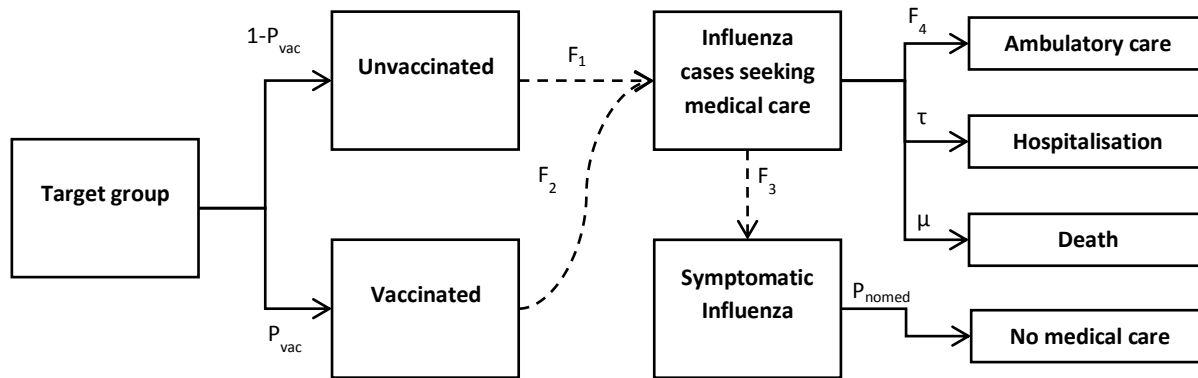 1-P_vac
Unvaccinated
F_1
Influenza
cases seeking
medical care
F_4
Ambulatory care
τ
Hospitalisation
Target group
F_2
F_3
μ
Death
P_vac
Vaccinated
Symptomatic
Influenza
P_nomed
No medical care